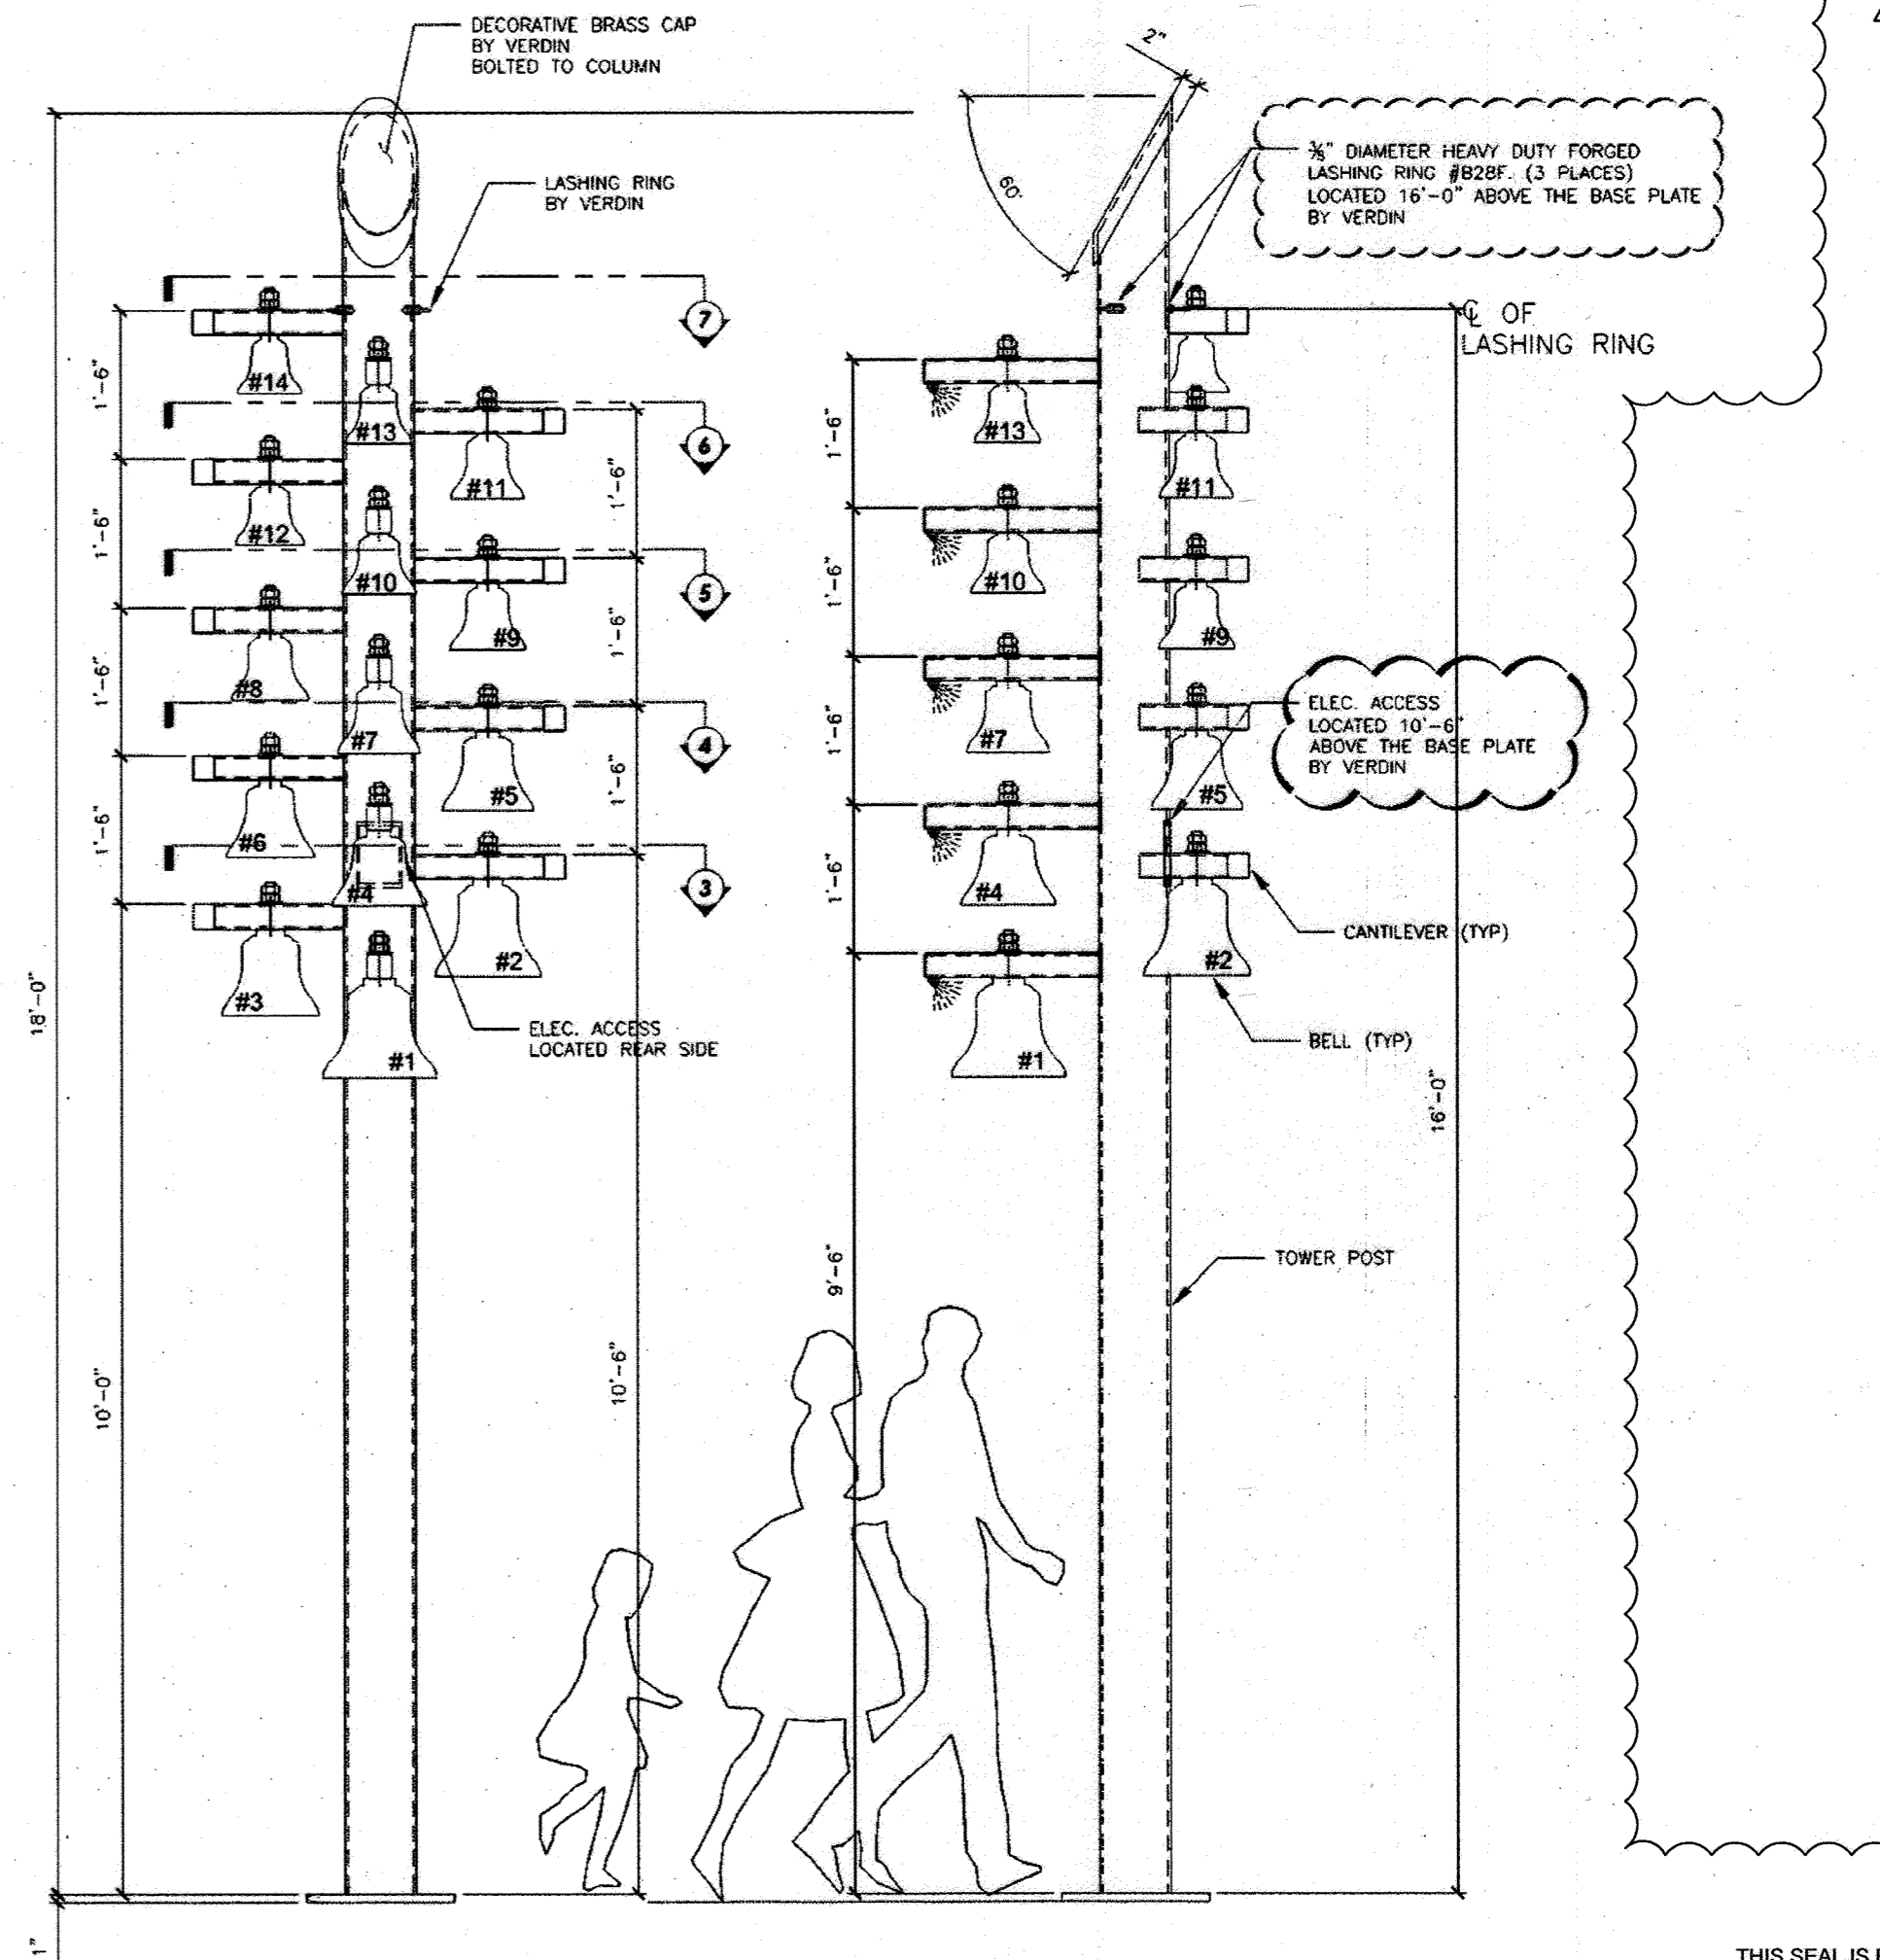 DECORATIVE BRASS CAP
BY VERDIN
BOLTED TO COLUMN
LASHING RING
BY VERDIN
2"
60°
⅜" DIAMETER HEAVY DUTY FORGED
LASHING RING #B28F. (3 PLACES)
LOCATED 16'-0" ABOVE THE BASE PLATE
BY VERDIN
℄ OF
LASHING RING
7
6
5
4
3
#14
#13
#12
#11
#10
#9
#8
#7
#6
#5
#4
#3
#2
#1
1'-6"
1'-6"
1'-6"
1'-6"
1'-6"
1'-6"
1'-6"
ELEC. ACCESS
LOCATED REAR SIDE
18'-0"
10'-0"
10'-6"
1"
#13
#10
#7
#4
#1
#11
#9
#5
#2
1'-6"
1'-6"
1'-6"
1'-6"
9'-6"
ELEC. ACCESS
LOCATED 10'-6"
ABOVE THE BASE PLATE
BY VERDIN
CANTILEVER (TYP)
BELL (TYP)
16'-0"
TOWER POST
THIS SEAL IS